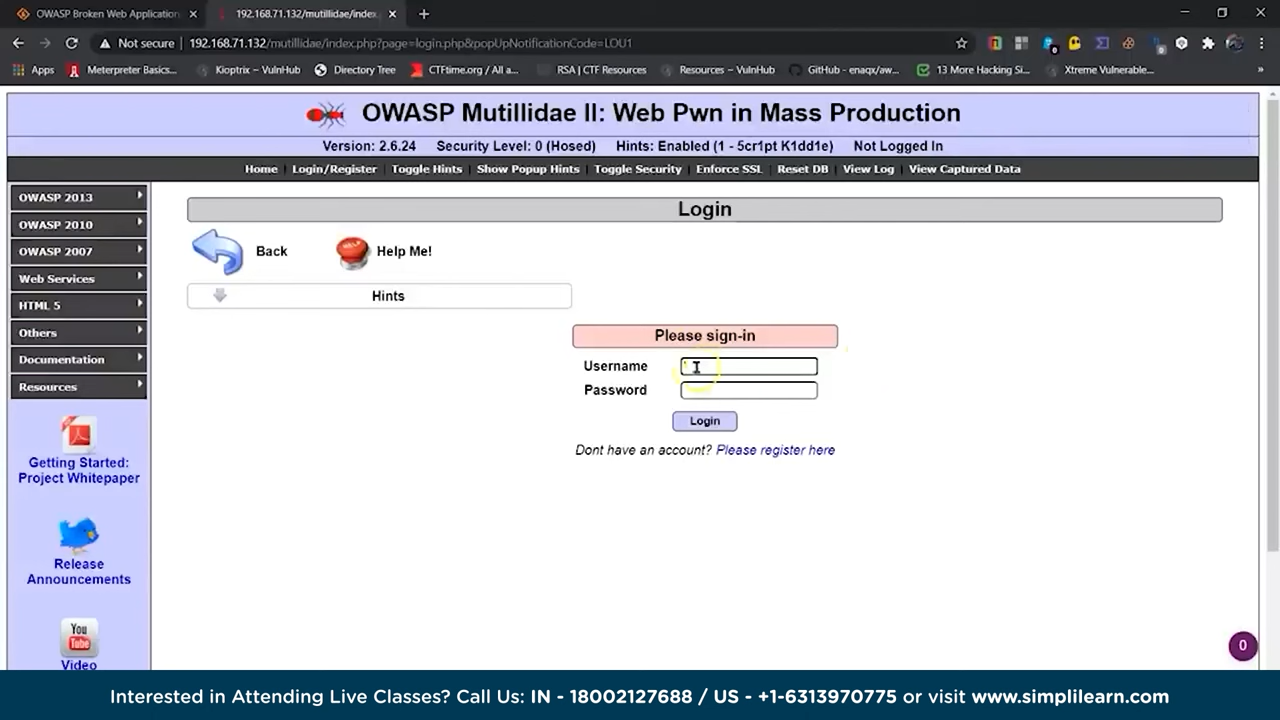 OWASP Broken Web Application
192.168.71.132/mutillidae/index.
Not secure
192.168.71.132/mutillidae/index.php?page=login.php&popUpNotificationCode=LOU1
Apps
Meterpreter Basics...
Kioptrix ~ VulnHub
Directory Tree
CTFtime.org / All a...
RSA | CTF Resources
Resources ~ VulnHub
GitHub - enaqx/aw...
13 More Hacking Si...
Xtreme Vulnerable...
»
OWASP Mutillidae II: Web Pwn in Mass Production
Version: 2.6.24
Security Level: 0 (Hosed)
Hints: Enabled (1 - 5cr1pt K1dd1e)
Not Logged In
Home
Login/Register
Toggle Hints
Show Popup Hints
Toggle Security
Enforce SSL
Reset DB
View Log
View Captured Data
OWASP 2013
OWASP 2010
OWASP 2007
Web Services
HTML 5
Others
Documentation
Resources
Getting Started:
Project Whitepaper
Release
Announcements
You
Tube
Video
Login
Back
HELP
Help Me!
Hints
Please sign-in
Username
Password
Login
Dont have an account? Please register here
0
Interested in Attending Live Classes? Call Us: IN - 18002127688 / US - +1-6313970775 or visit www.simplilearn.com